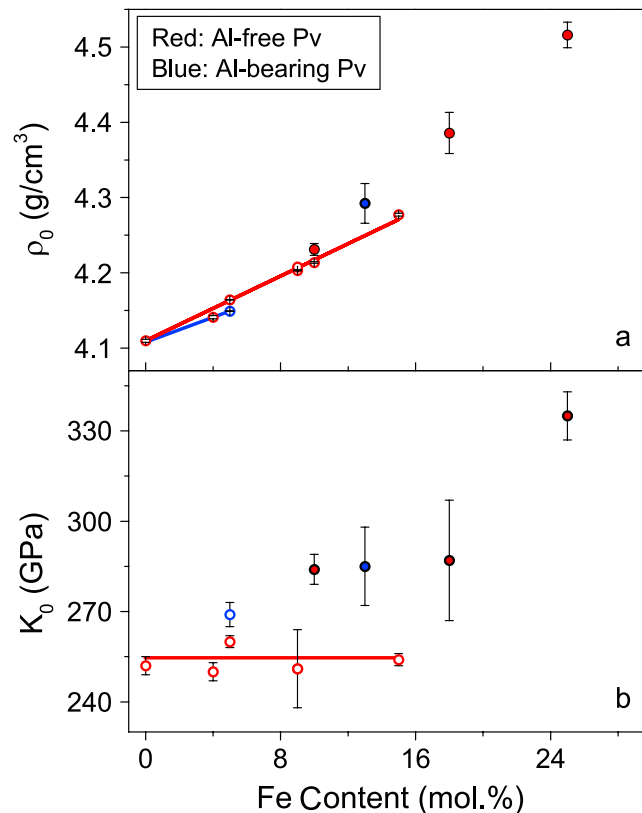 Red: Al-free Pv
Blue: Al-bearing Pv
4.5
4.4
4.3
4.2
4.1
ρ₀ (g/cm³)
a
330
300
270
240
K₀ (GPa)
b
0 8 16 24
Fe Content (mol.%)